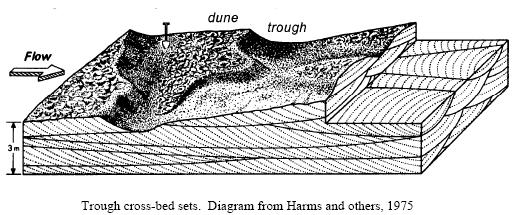 dune
trough
Flow
3 m
Trough cross-bed sets. Diagram from Harms and others, 1975